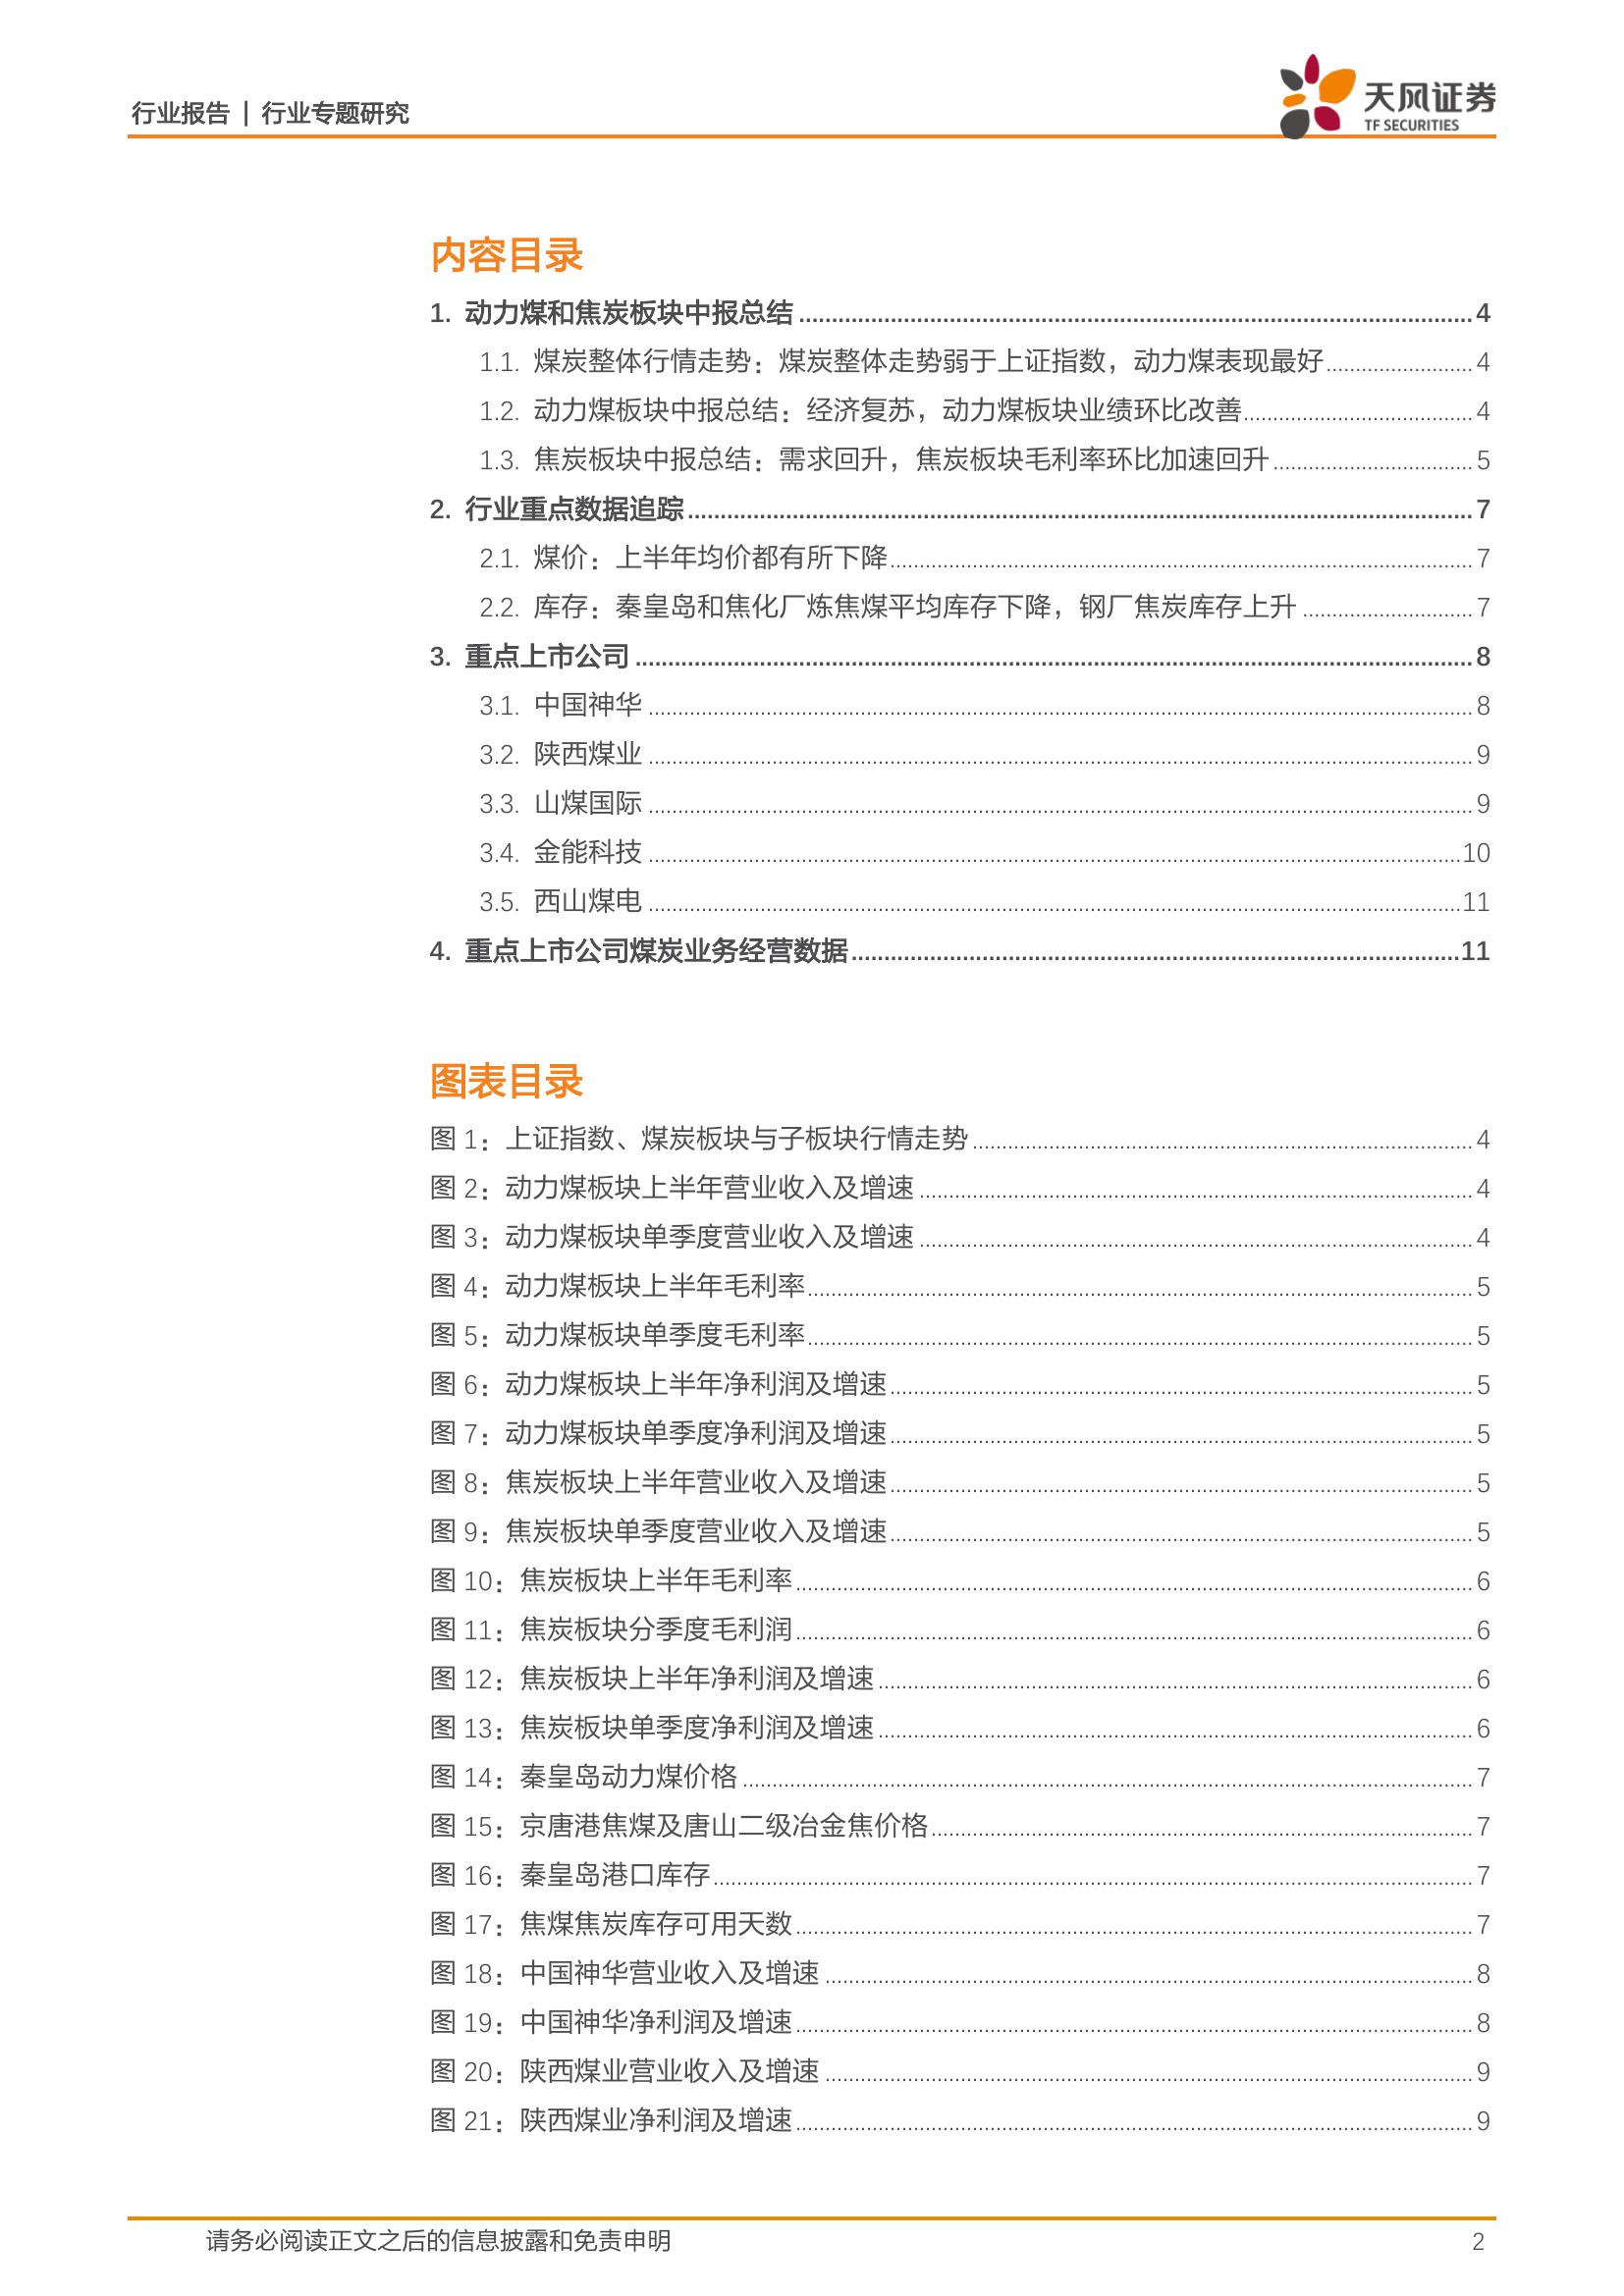 行业报告 | 行业专题研究
天风证券
TF SECURITIES
内容目录
1. 动力煤和焦炭板块中报总结 4
1.1. 煤炭整体行情走势：煤炭整体走势弱于上证指数，动力煤表现最好 4
1.2. 动力煤板块中报总结：经济复苏，动力煤板块业绩环比改善 4
1.3. 焦炭板块中报总结：需求回升，焦炭板块毛利率环比加速回升 5
2. 行业重点数据追踪 7
2.1. 煤价：上半年均价都有所下降 7
2.2. 库存：秦皇岛和焦化厂炼焦煤平均库存下降，钢厂焦炭库存上升 7
3. 重点上市公司 8
3.1. 中国神华 8
3.2. 陕西煤业 9
3.3. 山煤国际 9
3.4. 金能科技 10
3.5. 西山煤电 11
4. 重点上市公司煤炭业务经营数据 11
图表目录
图 1：上证指数、煤炭板块与子板块行情走势 4
图 2：动力煤板块上半年营业收入及增速 4
图 3：动力煤板块单季度营业收入及增速 4
图 4：动力煤板块上半年毛利率 5
图 5：动力煤板块单季度毛利率 5
图 6：动力煤板块上半年净利润及增速 5
图 7：动力煤板块单季度净利润及增速 5
图 8：焦炭板块上半年营业收入及增速 5
图 9：焦炭板块单季度营业收入及增速 5
图 10：焦炭板块上半年毛利率 6
图 11：焦炭板块分季度毛利润 6
图 12：焦炭板块上半年净利润及增速 6
图 13：焦炭板块单季度净利润及增速 6
图 14：秦皇岛动力煤价格 7
图 15：京唐港焦煤及唐山二级冶金焦价格 7
图 16：秦皇岛港口库存 7
图 17：焦煤焦炭库存可用天数 7
图 18：中国神华营业收入及增速 8
图 19：中国神华净利润及增速 8
图 20：陕西煤业营业收入及增速 9
图 21：陕西煤业净利润及增速 9
请务必阅读正文之后的信息披露和免责申明 2